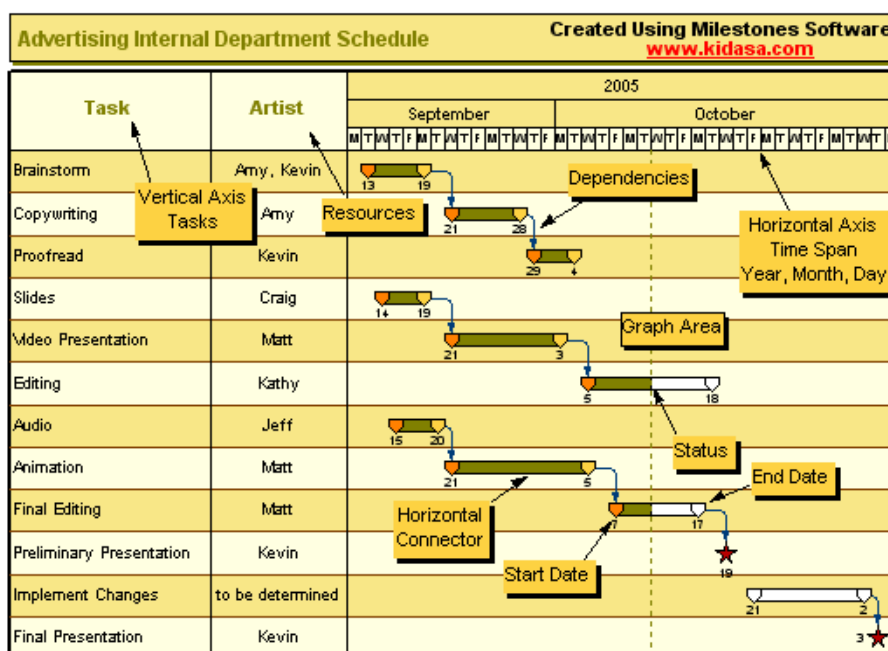 Advertising Internal Department Schedule
Created Using Milestones Software
www.kidasa.com
Task
Artist
2005
September
October
M T W T F M T W T F M T W T F M T W T F M T W T F M T W T F M T W T F M T W T
Brainstorm
Amy, Kevin
13
19
Dependencies
Vertical Axis
Tasks
Resources
Horizontal Axis
Time Span
Year, Month, Day
Copywriting
Amy
21
28
Proofread
Kevin
29
4
Slides
Craig
14
19
Graph Area
Video Presentation
Matt
21
3
Editing
Kathy
5
18
Audio
Jeff
15
20
Status
Animation
Matt
21
5
End Date
Final Editing
Matt
7
17
Horizontal
Connector
Start Date
Preliminary Presentation
Kevin
19
Implement Changes
to be determined
21
2
Final Presentation
Kevin
3